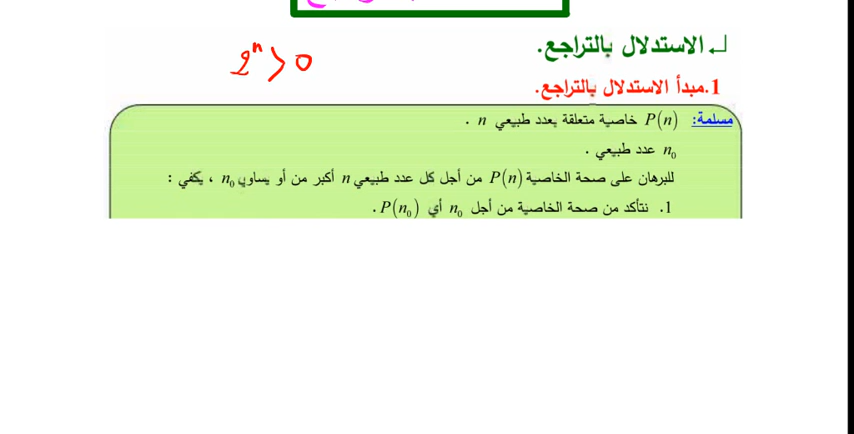 الاستدلال بالتراجع.
2ⁿ > 0
1.مبدأ الاستدلال بالتراجع.
مسلمة: P(n) خاصية متعلقة بعدد طبيعي n .
n₀ عدد طبيعي .
للبرهان على صحة الخاصية P(n) من أجل كل عدد طبيعي n أكبر من أو يساوي n₀ ، يكفي :
1. نتأكد من صحة الخاصية من أجل n₀ أي P(n₀) .